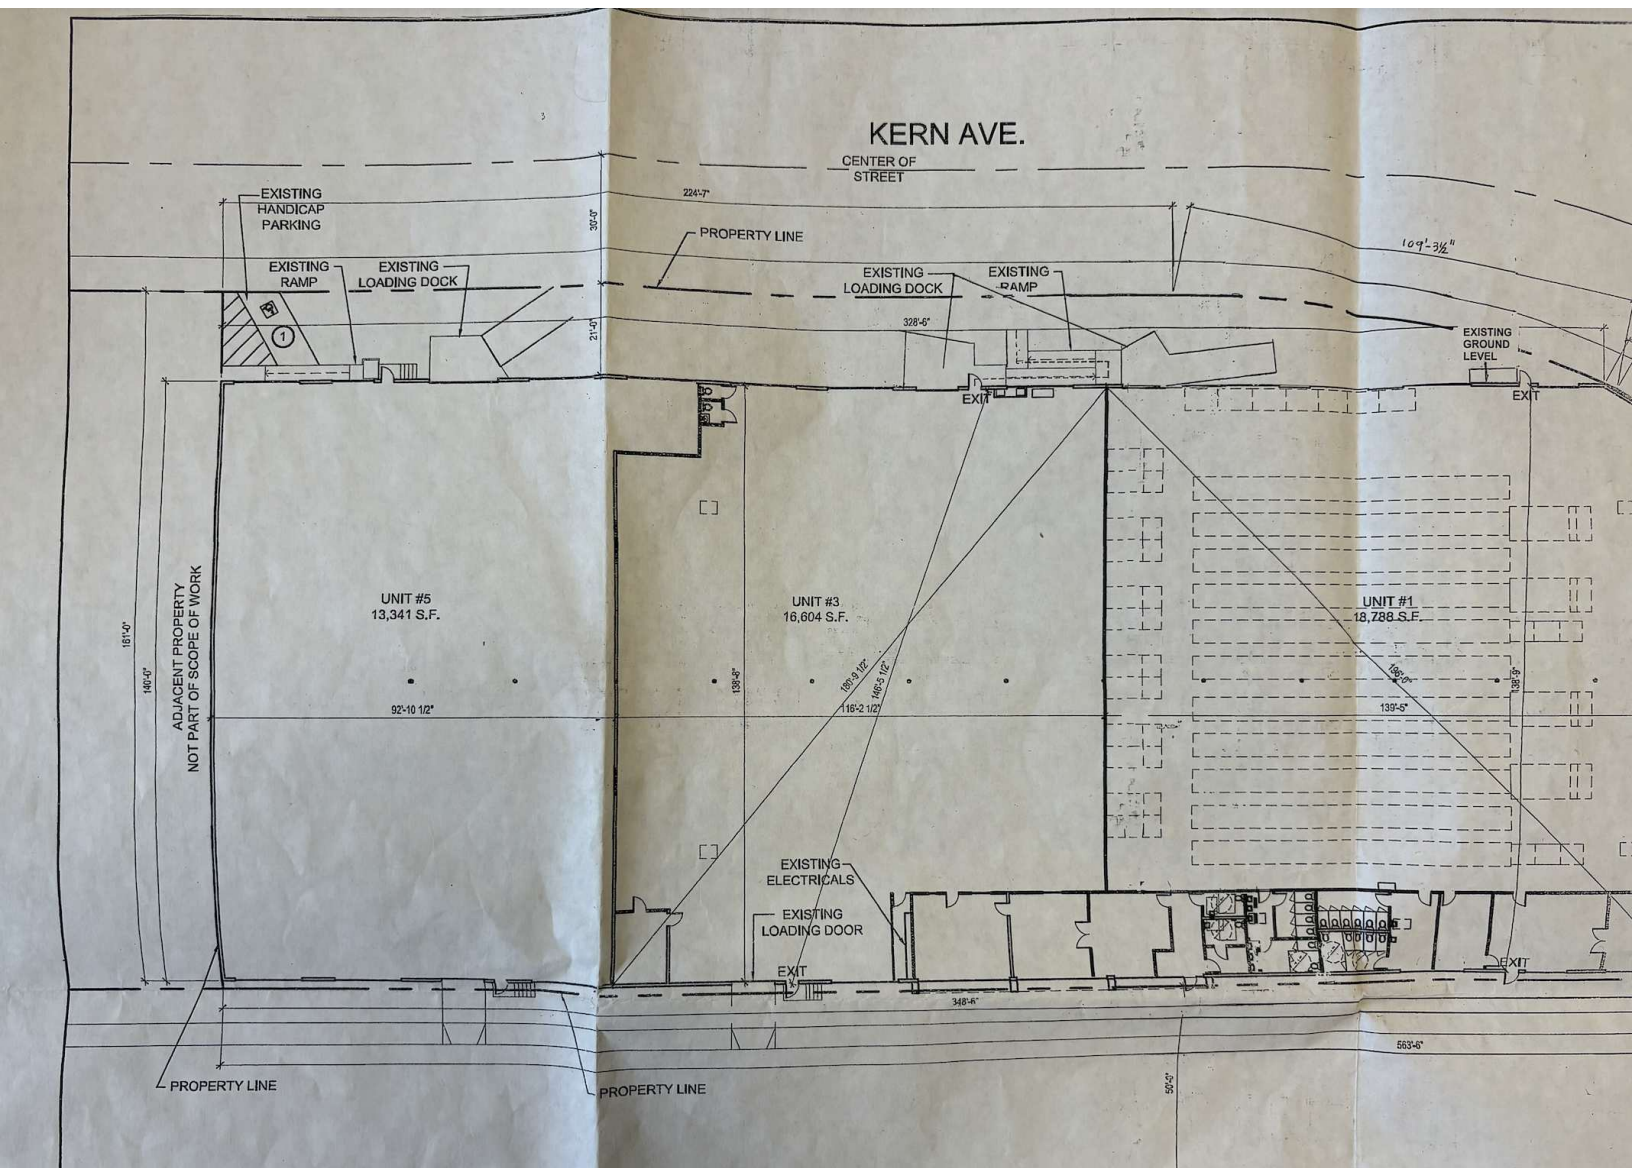 KERN AVE.
CENTER OF
STREET
224'-7"
EXISTING
HANDICAP
PARKING
30'-0"
PROPERTY LINE
109'-3½"
EXISTING
RAMP
EXISTING
LOADING DOCK
EXISTING
LOADING DOCK
EXISTING
RAMP
1
21'-0"
328'-6"
EXISTING
GROUND
LEVEL
EXIT
EXIT
UNIT #5
13,341 S.F.
UNIT #3
16,604 S.F.
UNIT #1
18,788 S.F.
ADJACENT PROPERTY
NOT PART OF SCOPE OF WORK
161'-0"
140'-0"
138'-8"
180'-9 1/2"
146'-5 1/2"
138'-9"
92'-10 1/2"
116'-2 1/2"
139'-5"
EXISTING
ELECTRICALS
EXISTING
LOADING DOOR
EXIT
EXIT
348'-6"
563'-6"
50'-0"
PROPERTY LINE
PROPERTY LINE